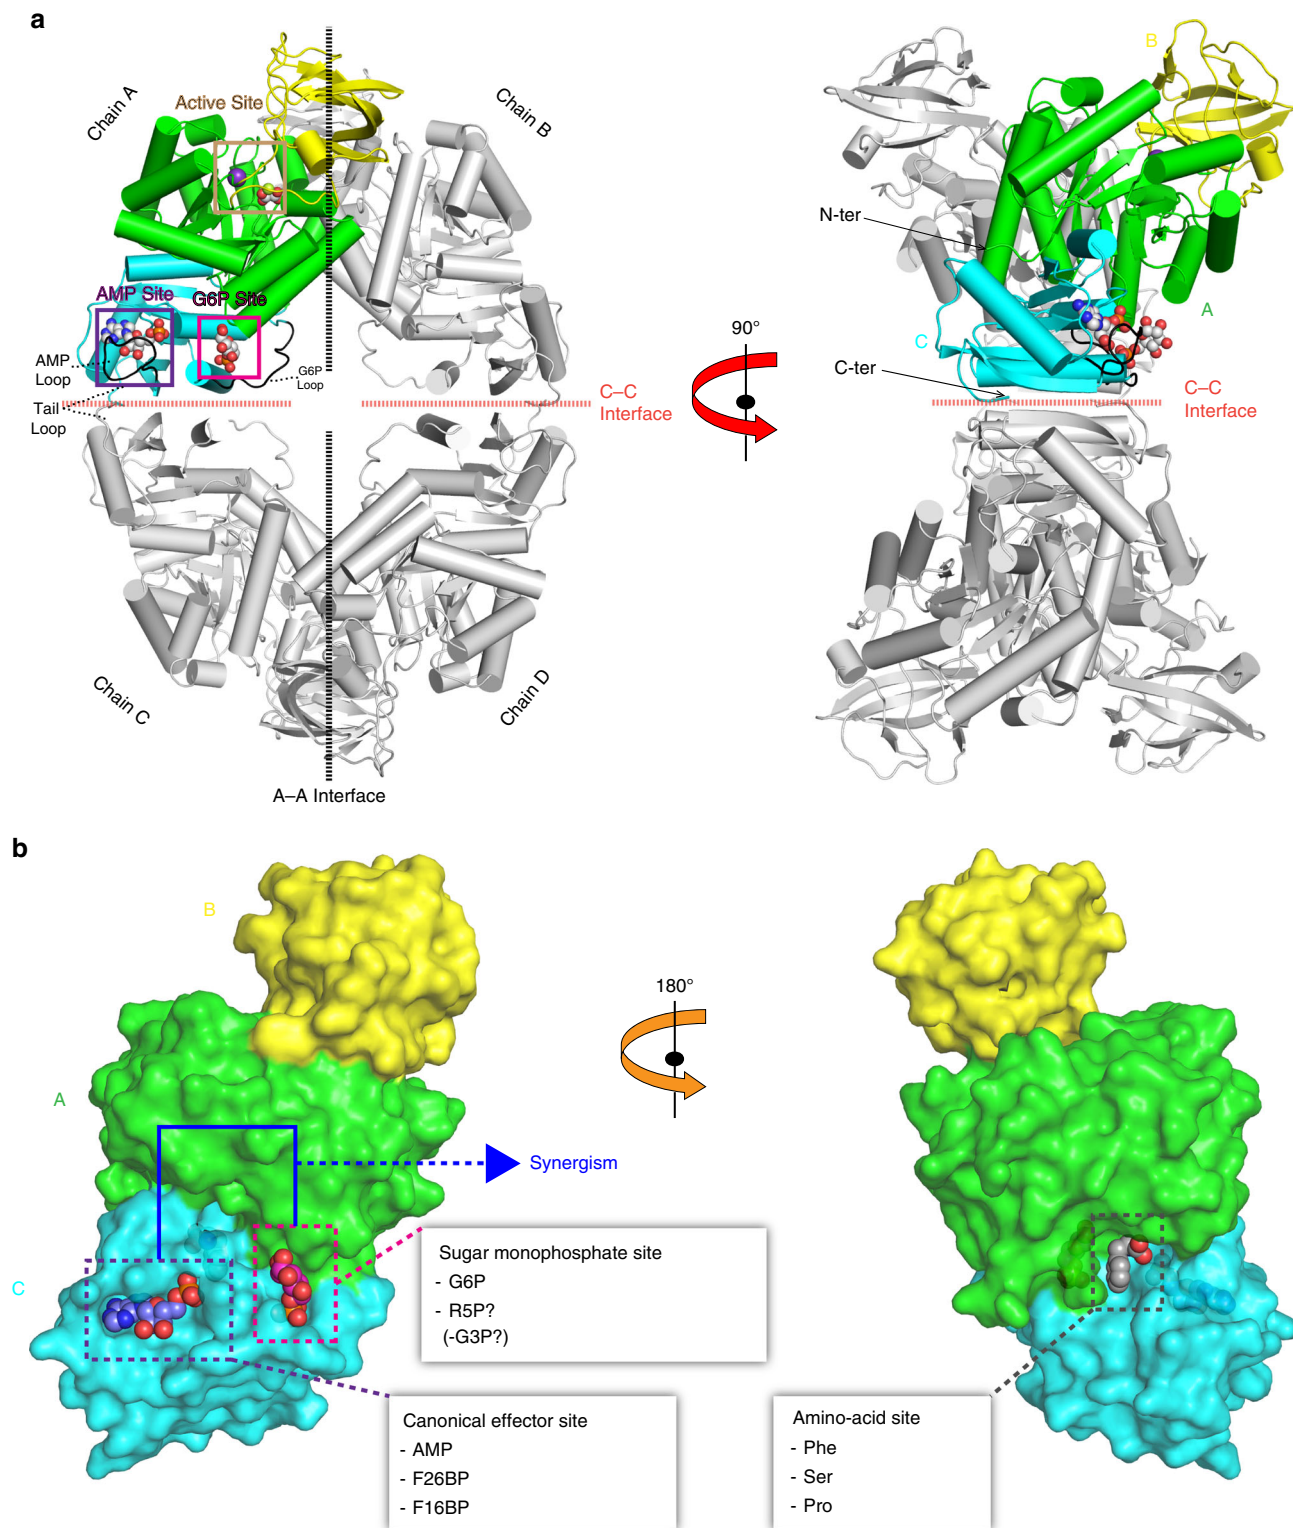 a
Chain A
Active Site
Chain B
AMP Site
G6P Site
AMP
Loop
G6P
Loop
Tail
Loop
C–C
Interface
Chain C
Chain D
A–A Interface
90°
B
N-ter
A
C
C-ter
C–C
Interface
b
B
A
C
Synergism
180°
Sugar monophosphate site
- G6P
- R5P?
(-G3P?)
Canonical effector site
- AMP
- F26BP
- F16BP
Amino-acid site
- Phe
- Ser
- Pro